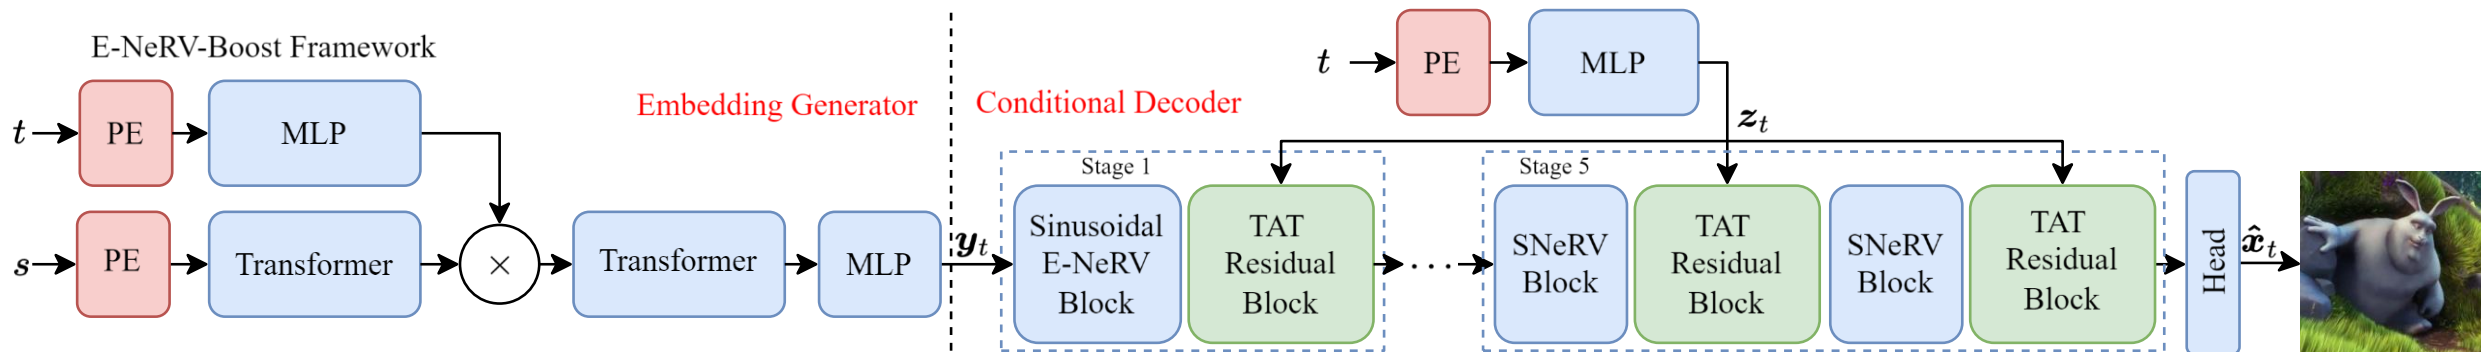 E-NeRV-Boost Framework
t
PE
MLP
s
PE
Transformer
×
Transformer
MLP
Embedding Generator
Conditional Decoder
y_t
t
PE
MLP
z_t
Stage 1
Sinusoidal
E-NeRV
Block
TAT
Residual
Block
...
Stage 5
SNeRV
Block
TAT
Residual
Block
SNeRV
Block
TAT
Residual
Block
Head
x̂_t